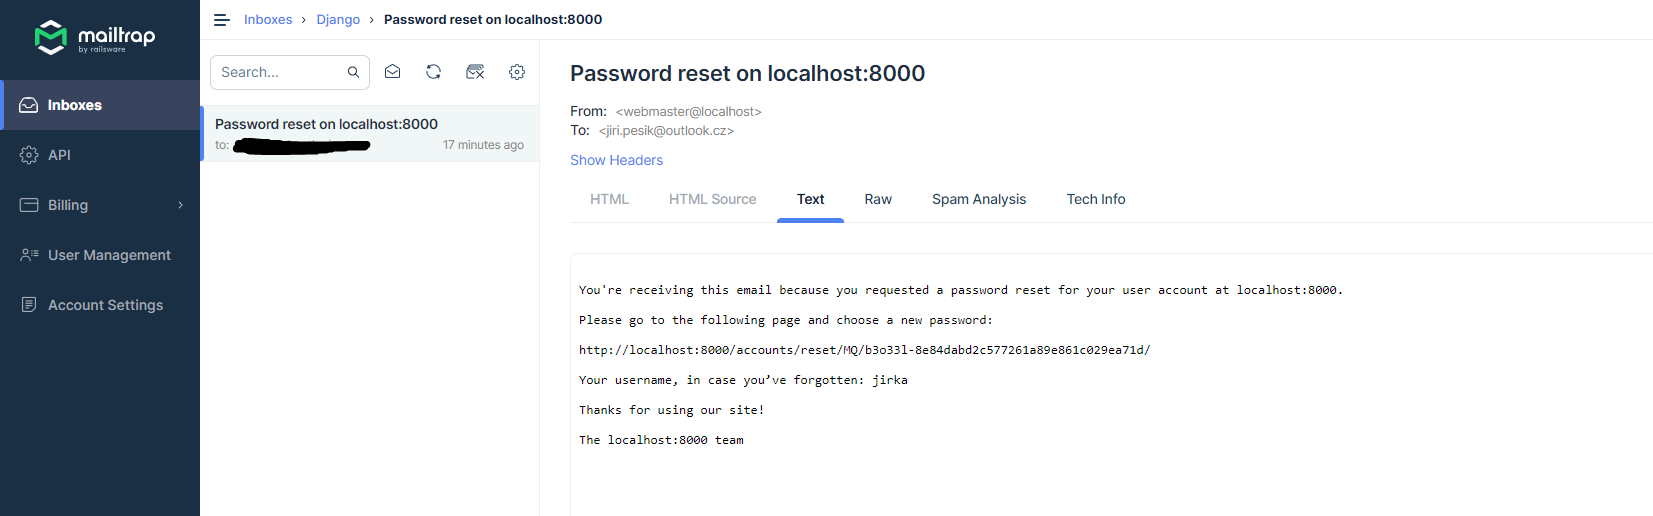 mailtrap
by railsware
Inboxes
API
Billing
User Management
Account Settings
Inboxes › Django › Password reset on localhost:8000
Search...
Password reset on localhost:8000
to:
17 minutes ago
Password reset on localhost:8000
From: <webmaster@localhost>
To: <jiri.pesik@outlook.cz>
Show Headers
HTML HTML Source Text Raw Spam Analysis Tech Info
You're receiving this email because you requested a password reset for your user account at localhost:8000.
Please go to the following page and choose a new password:
http://localhost:8000/accounts/reset/MQ/b3o33l-8e84dabd2c577261a89e861c029ea71d/
Your username, in case you’ve forgotten: jirka
Thanks for using our site!
The localhost:8000 team